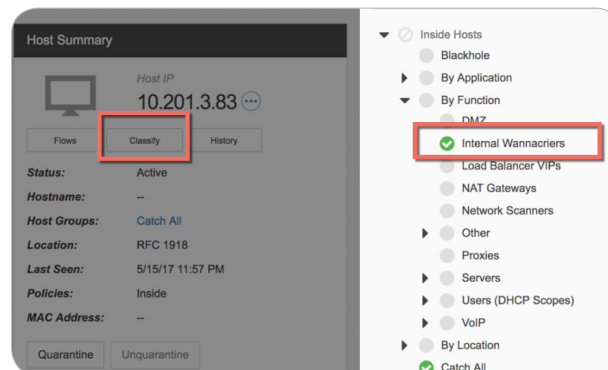 Host Summary
Host IP
10.201.3.83
Flows
Classify
History
Status: Active
Hostname: --
Host Groups: Catch All
Location: RFC 1918
Last Seen: 5/15/17 11:57 PM
Policies: Inside
MAC Address: --
Quarantine
Unquarantine
Inside Hosts
Blackhole
By Application
By Function
DMZ
Internal Wannacriers
Load Balancer VIPs
NAT Gateways
Network Scanners
Other
Proxies
Servers
Users (DHCP Scopes)
VoIP
By Location
Catch All